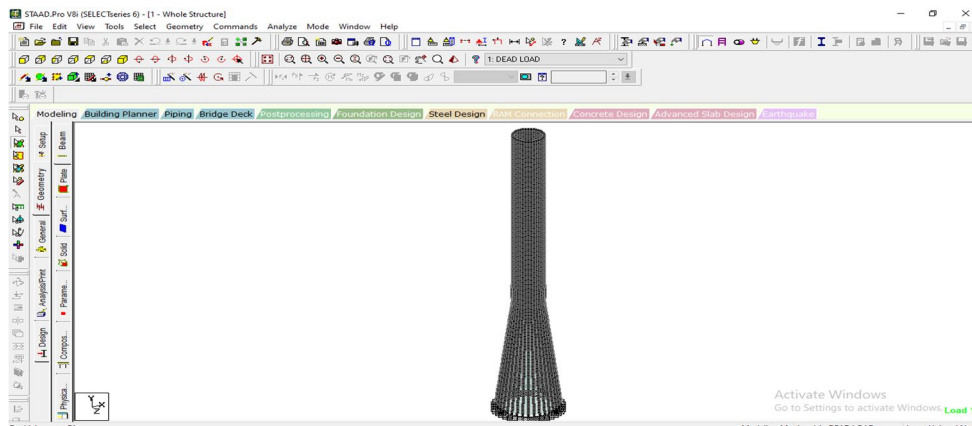 STAAD.Pro V8i (SELECTseries 6) - [1 - Whole Structure]
File Edit View Tools Select Geometry Commands Analyze Mode Window Help
1: DEAD LOAD
Modeling Building Planner Piping Bridge Deck Postprocessing Foundation Design Steel Design RAM Connection Concrete Design Advanced Slab Design Earthquake
Setup
Geometry
General
Analysis/Print
Design
Beam
Plate
Surf...
Solid
Parame...
Compos...
Physica...
Y
X
Z
Activate Windows
Go to Settings to activate Windows.
Load 1